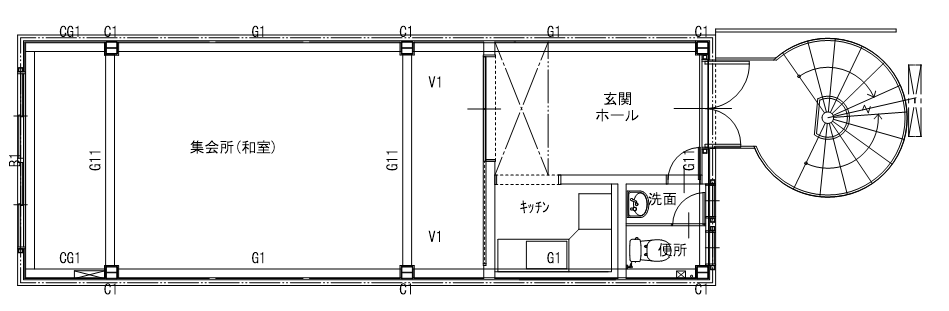 CG1 C1 G1 C1 G1 C1
V1
玄関
ホール
集会所(和室)
B1 G11 G11 G11
キッチン
洗面
V1
便所
CG1 G1 G1
C1 C1 C1